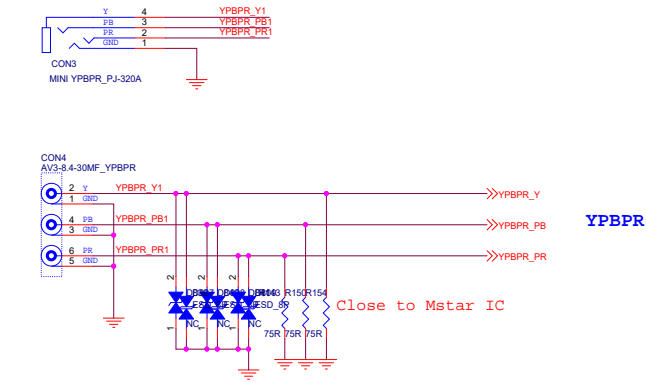 Y 4 YPBPR_Y1
PB 3 YPBPR_PB1
PR 2 YPBPR_PR1
GND 1
CON3
MINI YPBPR_PJ-320A
CON4
AV3-8.4-30MF_YPBPR
2 Y YPBPR_Y1
YPBPR_Y
1 GND
4 PB YPBPR_PB1
YPBPR_PB
YPBPR
3 GND
6 PR YPBPR_PR1
YPBPR_PR
5 GND
2 2 2
R150 R154
Close to Mstar IC
1 NC 1 NC 1 NC
75R 75R 75R